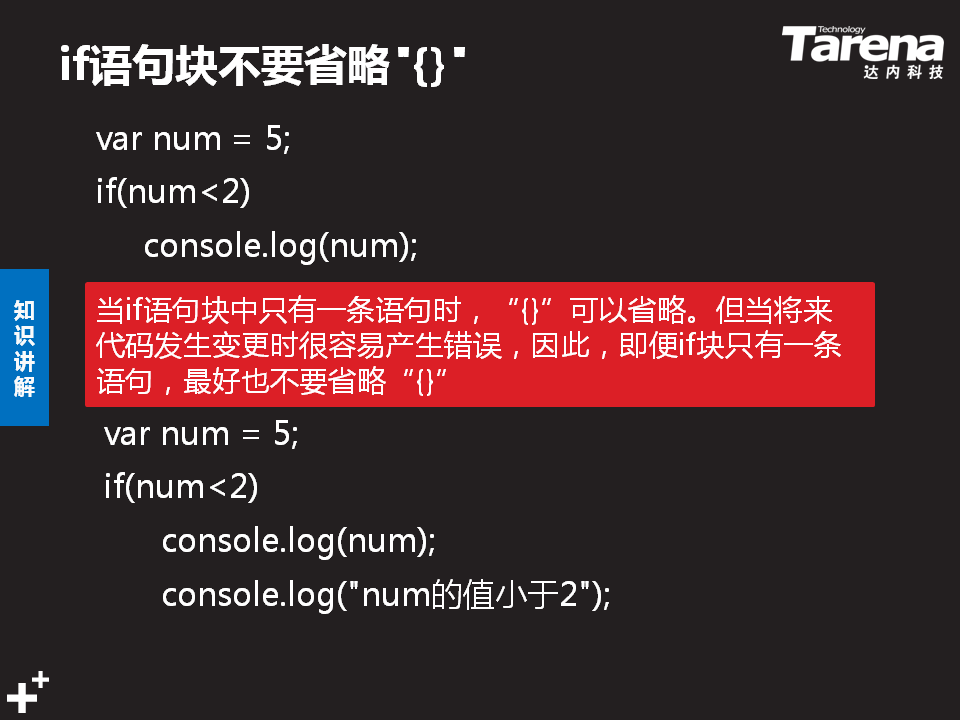 if语句块不要省略"{}"
Technology
Tarena
达内科技
var num = 5;
if(num<2)
console.log(num);
知识讲解
当if语句块中只有一条语句时，“{}”可以省略。但当将来
代码发生变更时很容易产生错误，因此，即便if块只有一条
语句，最好也不要省略“{}”
var num = 5;
if(num<2)
console.log(num);
console.log("num的值小于2");